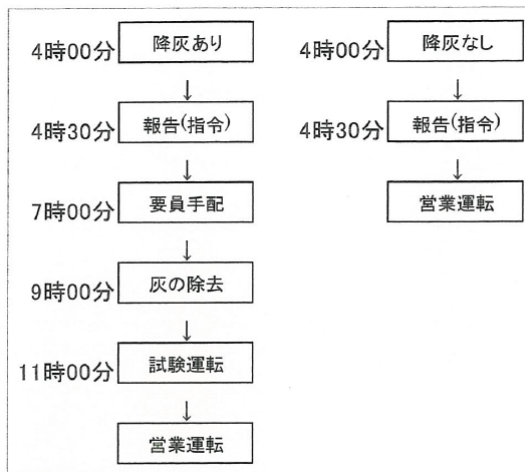 4時00分 降灰あり
↓
4時30分 報告(指令)
↓
7時00分 要員手配
↓
9時00分 灰の除去
↓
11時00分 試験運転
↓
営業運転
4時00分 降灰なし
↓
4時30分 報告(指令)
↓
営業運転